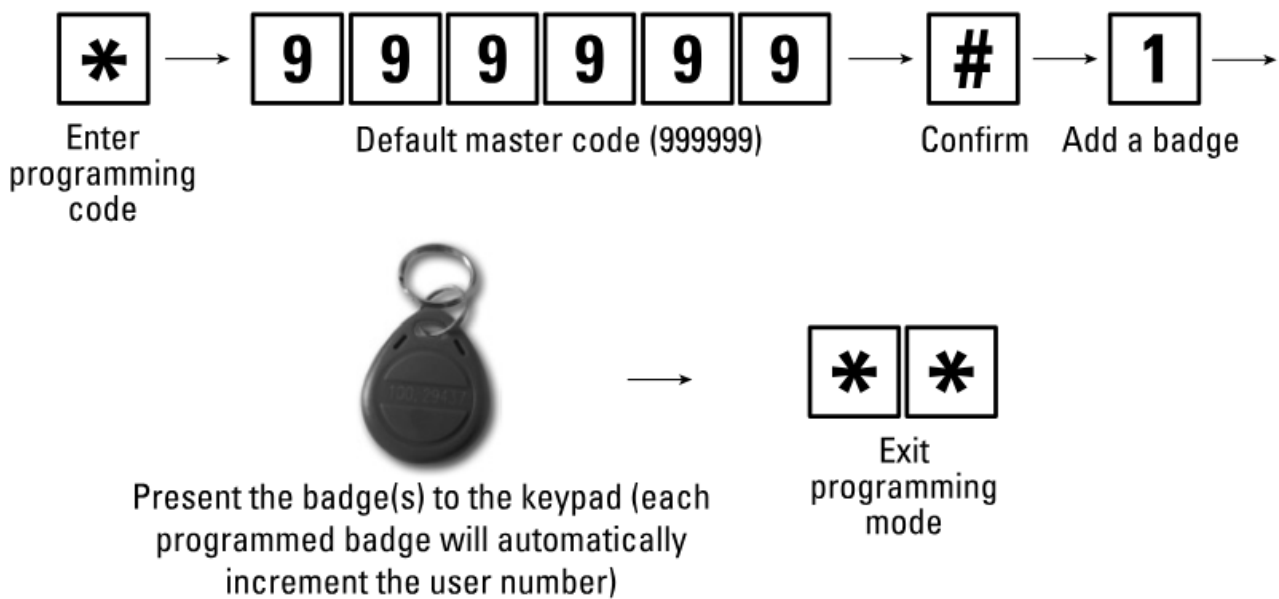 * 9 9 9 9 9 9 # 1
Enter programming code
Default master code (999999)
Confirm
Add a badge
* *
Present the badge(s) to the keypad (each
programmed badge will automatically
increment the user number)
Exit
programming
mode